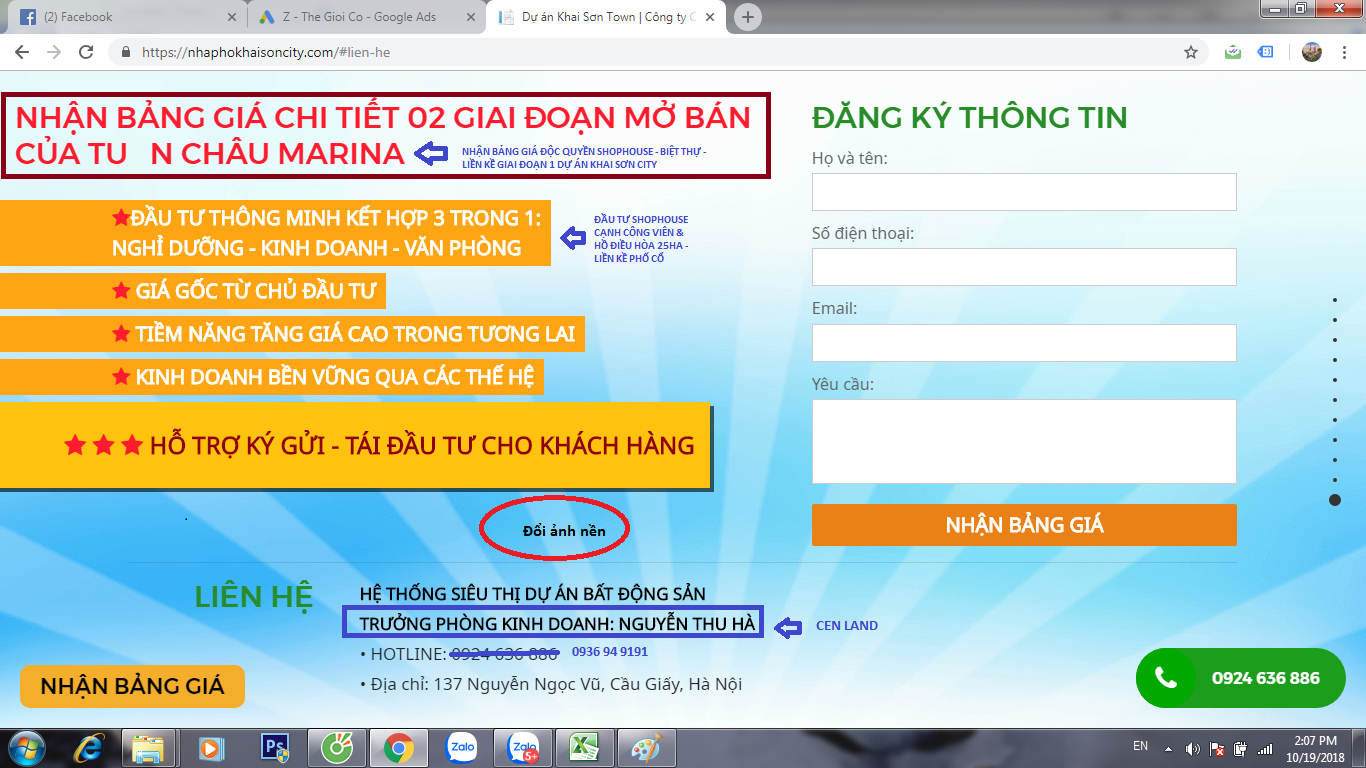 (2) Facebook
Z - The Gioi Co - Google Ads
Dự án Khai Sơn Town | Công ty C
https://nhaphokhaisoncity.com/#lien-he
NHẬN BẢNG GIÁ CHI TIẾT 02 GIAI ĐOẠN MỞ BÁN
CỦA TU N CHÂU MARINA
NHẬN BẢNG GIÁ ĐỘC QUYỀN SHOPHOUSE - BIỆT THỰ -
LIỀN KỀ GIAI ĐOẠN 1 DỰ ÁN KHAI SƠN CITY
ĐẦU TƯ THÔNG MINH KẾT HỢP 3 TRONG 1:
NGHỈ DƯỠNG - KINH DOANH - VĂN PHÒNG
ĐẦU TƯ SHOPHOUSE
CẠNH CÔNG VIÊN &
HỒ ĐIỀU HÒA 25HA -
LIỀN KỀ PHỐ CỔ
GIÁ GỐC TỪ CHỦ ĐẦU TƯ
TIỀM NĂNG TĂNG GIÁ CAO TRONG TƯƠNG LAI
KINH DOANH BỀN VỮNG QUA CÁC THẾ HỆ
HỖ TRỢ KÝ GỬI - TÁI ĐẦU TƯ CHO KHÁCH HÀNG
Đổi ảnh nền
ĐĂNG KÝ THÔNG TIN
Họ và tên:
Số điện thoại:
Email:
Yêu cầu:
NHẬN BẢNG GIÁ
LIÊN HỆ
HỆ THỐNG SIÊU THỊ DỰ ÁN BẤT ĐỘNG SẢN
TRƯỞNG PHÒNG KINH DOANH: NGUYỄN THU HÀ
CEN LAND
• HOTLINE: 0924 636 886 0936 94 9191
• Địa chỉ: 137 Nguyễn Ngọc Vũ, Cầu Giấy, Hà Nội
NHẬN BẢNG GIÁ
0924 636 886
Ps
Zalo
Zalo
5+
EN
2:07 PM
10/19/2018